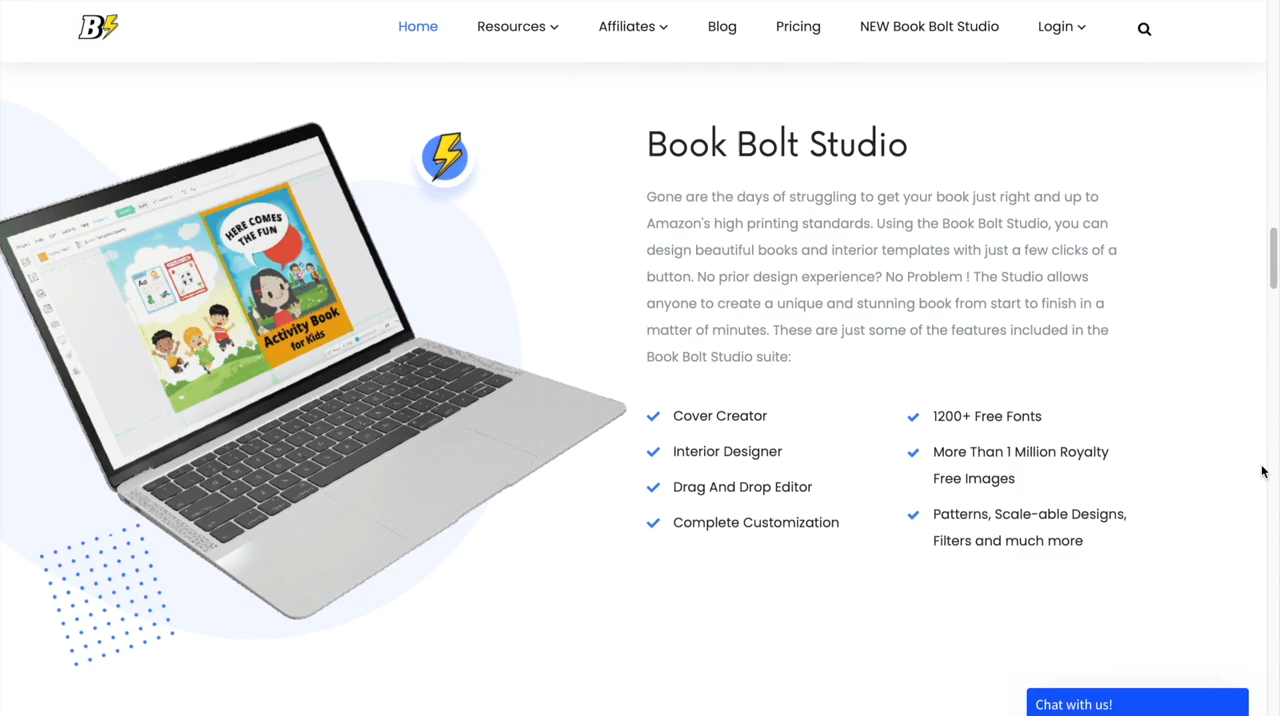 B
Home
Resources
Affiliates
Blog
Pricing
NEW Book Bolt Studio
Login
Book Bolt Studio
Gone are the days of struggling to get your book just right and up to
Amazon's high printing standards. Using the Book Bolt Studio, you can
design beautiful books and interior templates with just a few clicks of a
button. No prior design experience? No Problem ! The Studio allows
anyone to create a unique and stunning book from start to finish in a
matter of minutes. These are just some of the features included in the
Book Bolt Studio suite:
Cover Creator
Interior Designer
Drag And Drop Editor
Complete Customization
1200+ Free Fonts
More Than 1 Million Royalty
Free Images
Patterns, Scale-able Designs,
Filters and much more
HERE COMES
THE FUN
Activity Book
for Kids
Aa
Chat with us!